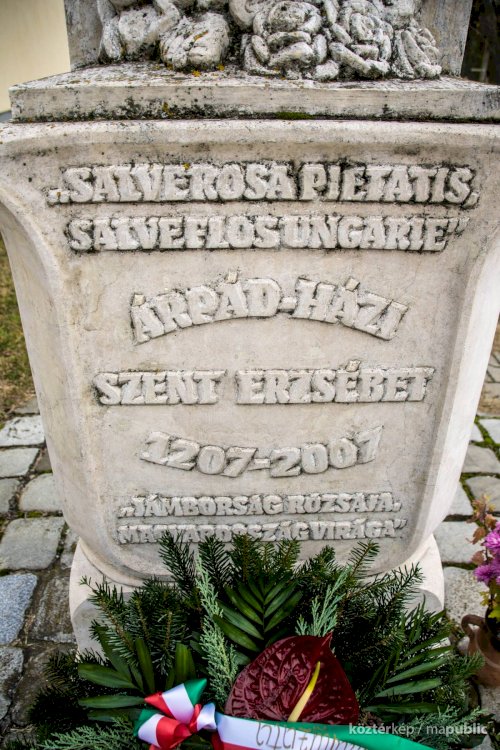 „SALVE ROSA PIETATIS,
SALVE FLOS UNGARIE”
ÁRPÁD-HÁZI
SZENT ERZSÉBET
1207-2007
„JÁMBORSÁG RÓZSÁJA,
MAGYARORSZÁG VIRÁGA”
köztérkép / mapublic